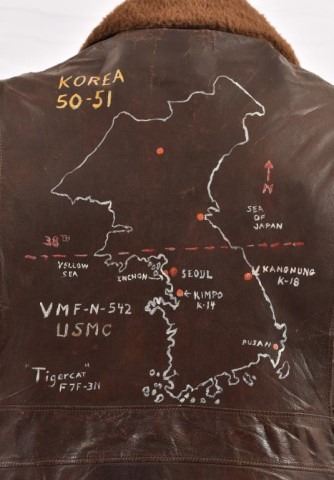 KOREA
50-51
N
SEA
OF
JAPAN
38TH
YELLOW
SEA
INCHON
SEOUL
KANGNUNG
K-18
KIMPO
K-14
VMF-N-542
USMC
PUSAN
"Tigercat"
F7F-3N